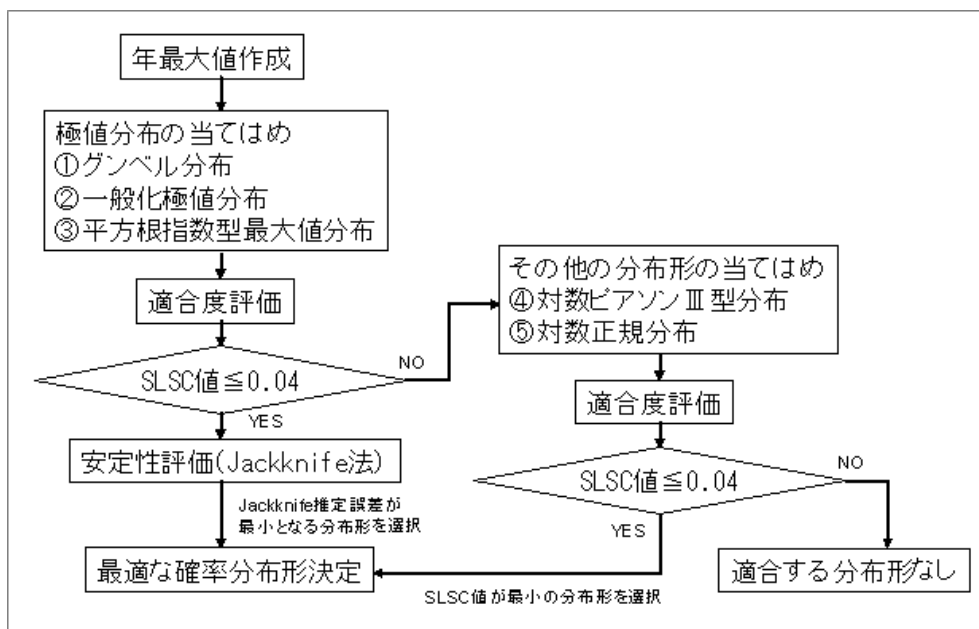 年最大値作成
極値分布の当てはめ
①グンベル分布
②一般化極値分布
③平方根指数型最大値分布
適合度評価
SLSC値≦0.04
NO
YES
安定性評価(Jackknife法)
Jackknife推定誤差が
最小となる分布形を選択
最適な確率分布形決定
その他の分布形の当てはめ
④対数ピアソンⅢ型分布
⑤対数正規分布
適合度評価
SLSC値≦0.04
NO
YES
適合する分布形なし
SLSC値が最小の分布形を選択